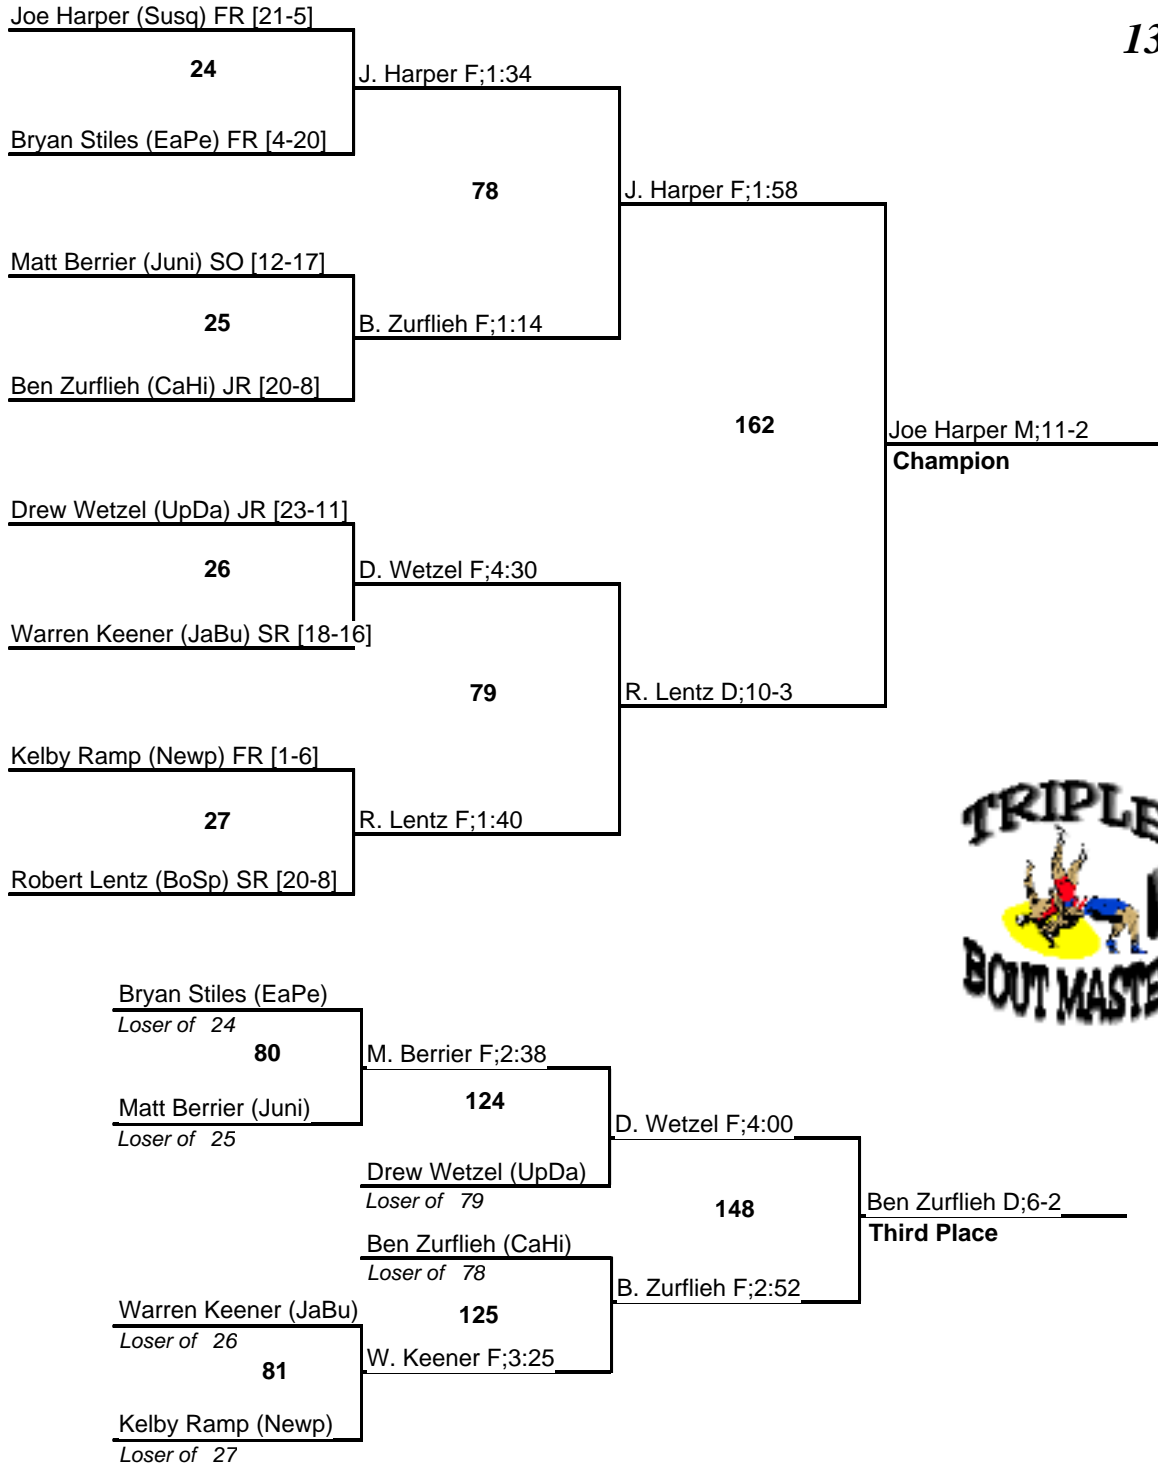 Joe Harper (Susq) FR [21-5]
13
24
J. Harper F;1:34
Bryan Stiles (EaPe) FR [4-20]
78
J. Harper F;1:58
Matt Berrier (Juni) SO [12-17]
25
B. Zurflieh F;1:14
Ben Zurflieh (CaHi) JR [20-8]
162
Joe Harper M;11-2
Champion
Drew Wetzel (UpDa) JR [23-11]
26
D. Wetzel F;4:30
Warren Keener (JaBu) SR [18-16]
79
R. Lentz D;10-3
Kelby Ramp (Newp) FR [1-6]
27
R. Lentz F;1:40
Robert Lentz (BoSp) SR [20-8]
TRIPLE
BOUT MASTE
Bryan Stiles (EaPe)
Loser of 24
80
M. Berrier F;2:38
Matt Berrier (Juni)
Loser of 25
124
D. Wetzel F;4:00
Drew Wetzel (UpDa)
Loser of 79
148
Ben Zurflieh D;6-2
Third Place
Ben Zurflieh (CaHi)
Loser of 78
B. Zurflieh F;2:52
Warren Keener (JaBu)
Loser of 26
125
81
W. Keener F;3:25
Kelby Ramp (Newp)
Loser of 27